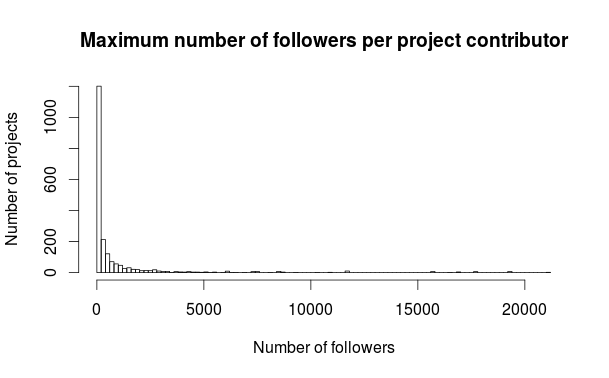 Maximum number of followers per project contributor
Number of projects
1000
600
200
0
0 5000 10000 15000 20000
Number of followers